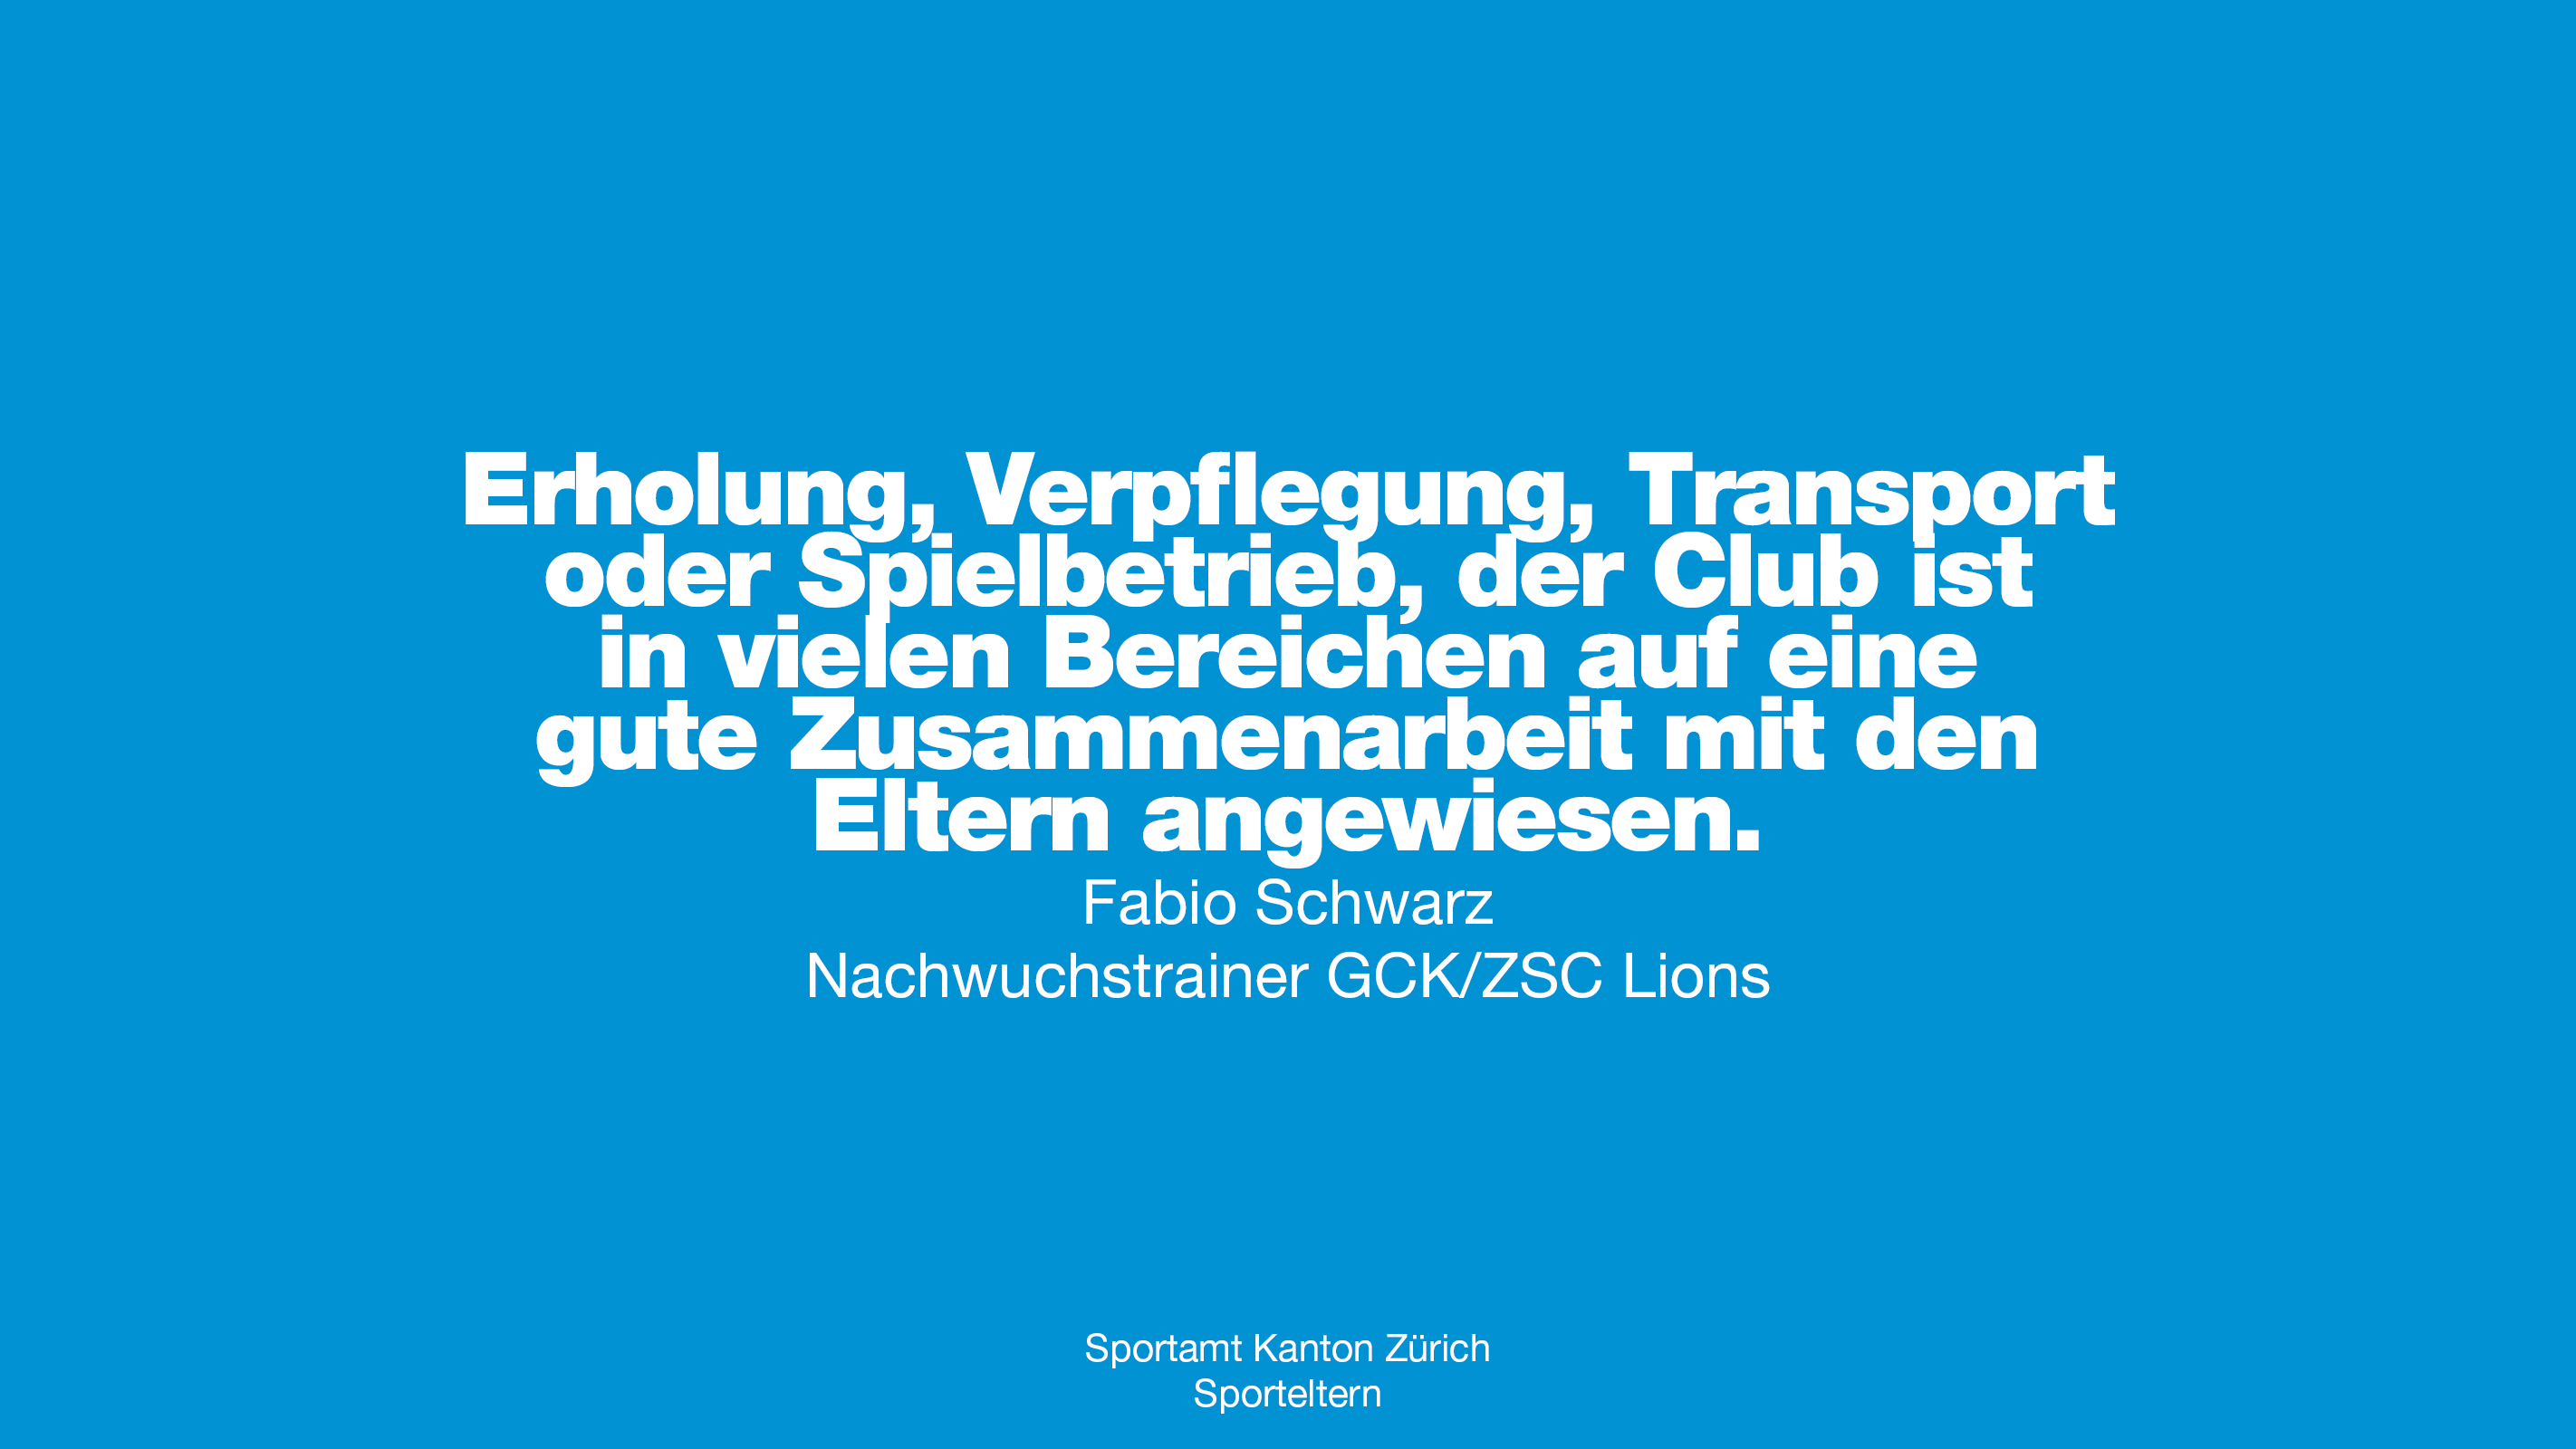 Erholung, Verpflegung, Transport
oder Spielbetrieb, der Club ist
in vielen Bereichen auf eine
gute Zusammenarbeit mit den
Eltern angewiesen.
Fabio Schwarz
Nachwuchstrainer GCK/ZSC Lions
Sportamt Kanton Zürich
Sporteltern